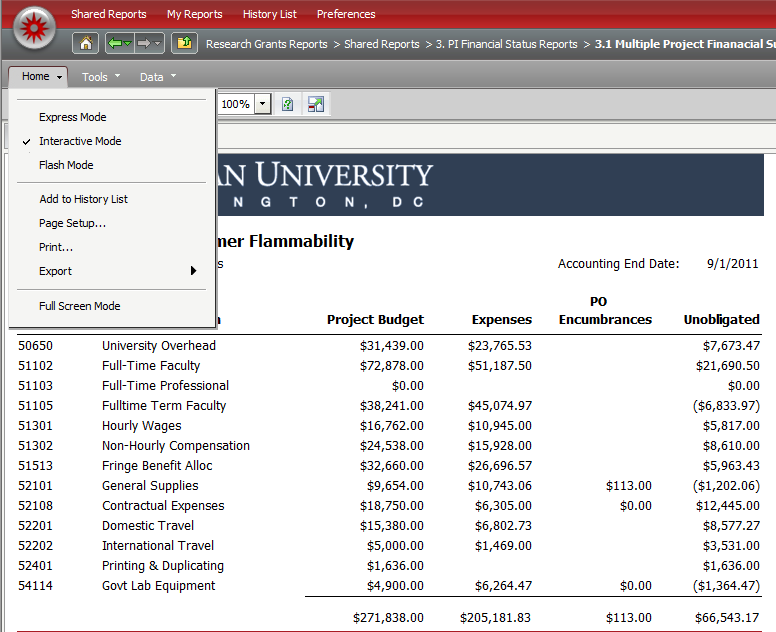 Shared Reports My Reports History List Preferences
Research Grants Reports > Shared Reports > 3. PI Financial Status Reports > 3.1 Multiple Project Finanacial
Home Tools Data
100%
Express Mode
Interactive Mode
Flash Mode
Add to History List
Page Setup...
Print...
Export
Full Screen Mode
UNIVERSITY
N G T O N , D C
Flammability
Accounting End Date: 9/1/2011
Project Budget Expenses PO Encumbrances Unobligated
50650 University Overhead $31,439.00 $23,765.53 $7,673.47
51102 Full-Time Faculty $72,878.00 $51,187.50 $21,690.50
51103 Full-Time Professional $0.00 $0.00
51105 Fulltime Term Faculty $38,241.00 $45,074.97 ($6,833.97)
51301 Hourly Wages $16,762.00 $10,945.00 $5,817.00
51302 Non-Hourly Compensation $24,538.00 $15,928.00 $8,610.00
51513 Fringe Benefit Alloc $32,660.00 $26,696.57 $5,963.43
52101 General Supplies $9,654.00 $10,743.06 $113.00 ($1,202.06)
52108 Contractual Expenses $18,750.00 $6,305.00 $0.00 $12,445.00
52201 Domestic Travel $15,380.00 $6,802.73 $8,577.27
52202 International Travel $5,000.00 $1,469.00 $3,531.00
52401 Printing & Duplicating $1,636.00 $1,636.00
54114 Govt Lab Equipment $4,900.00 $6,264.47 $0.00 ($1,364.47)
$271,838.00 $205,181.83 $113.00 $66,543.17